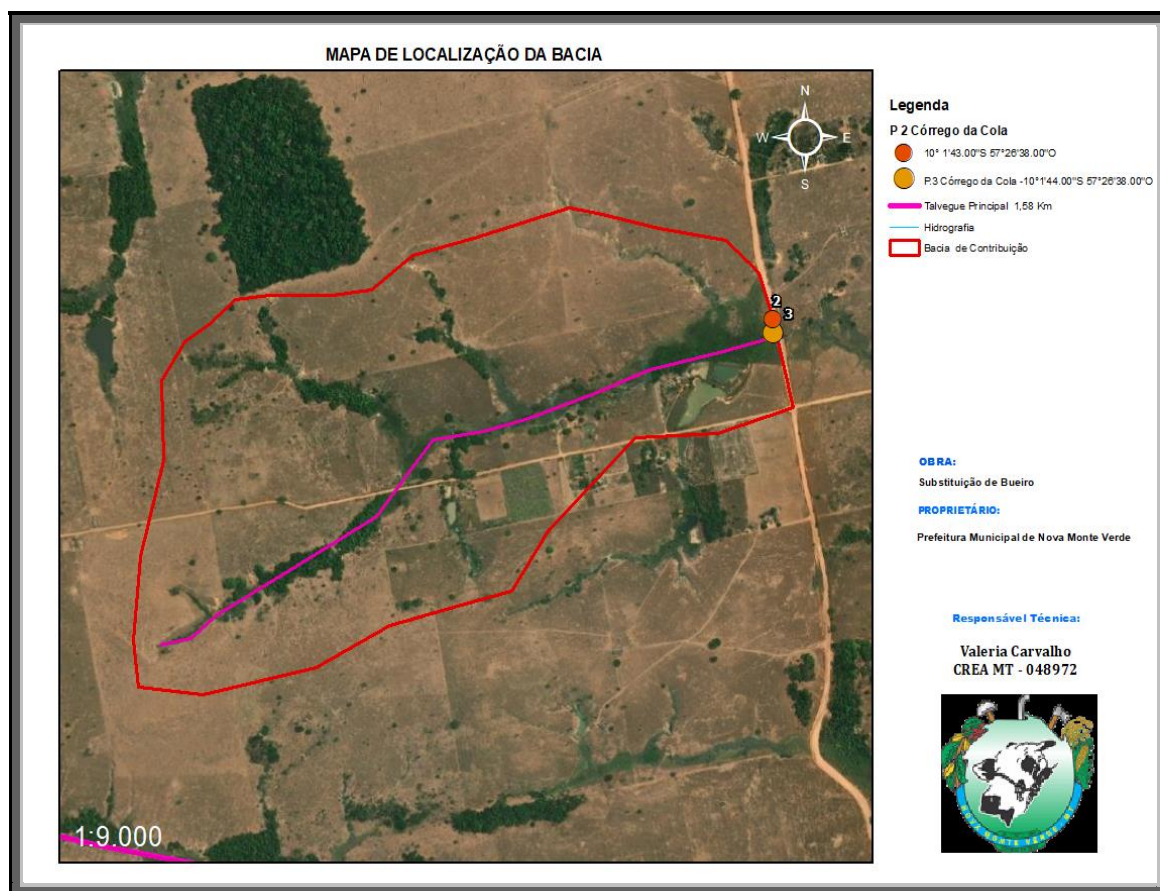 MAPA DE LOCALIZAÇÃO DA BACIA
N
W
E
S
2
3
1:9.000
Legenda
P 2 Córrego da Cola
10° 1'43.00"S 57°26'38.00"O
P.3 Córrego da Cola -10°1'44.00"S 57°26'38.00"O
Talvegue Principal 1,58 Km
Hidrografia
Bacia de Contribuição
OBRA:
Substituição de Bueiro
PROPRIETÁRIO:
Prefeitura Municipal de Nova Monte Verde
Responsável Técnica:
Valeria Carvalho
CREA MT - 048972